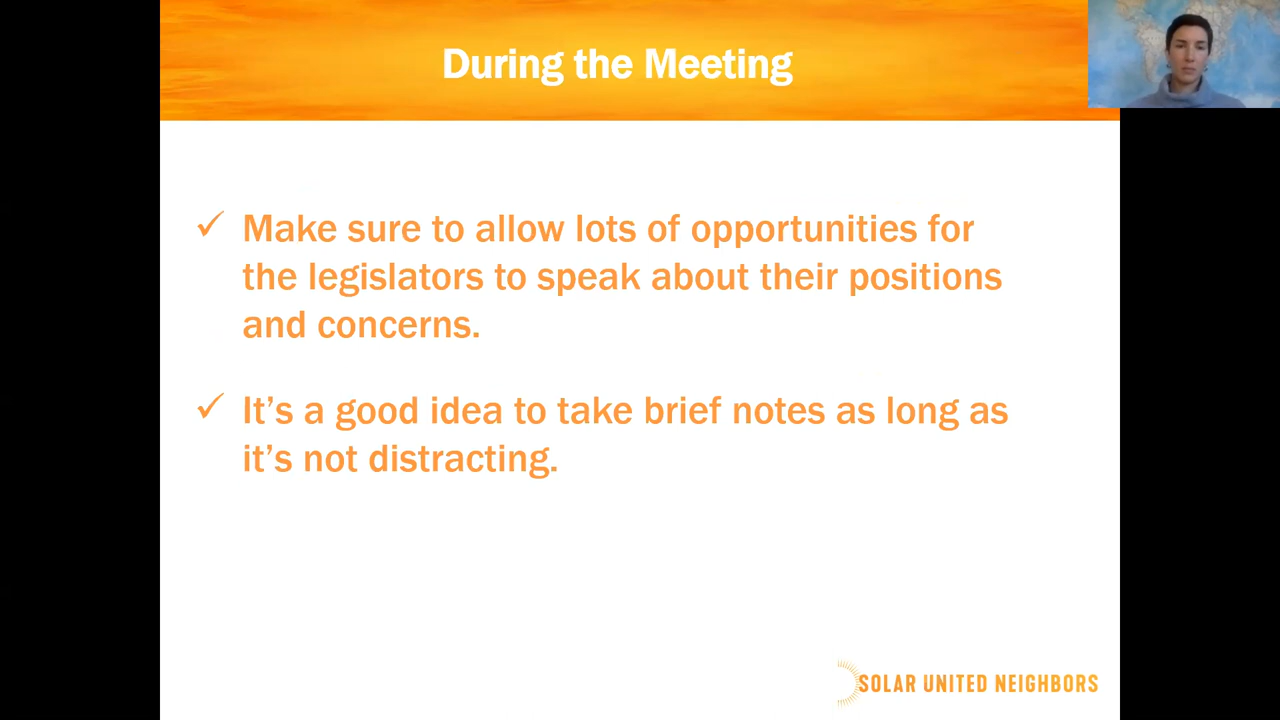 During the Meeting
✓ Make sure to allow lots of opportunities for
the legislators to speak about their positions
and concerns.
✓ It's a good idea to take brief notes as long as
it's not distracting.
SOLAR UNITED NEIGHBORS